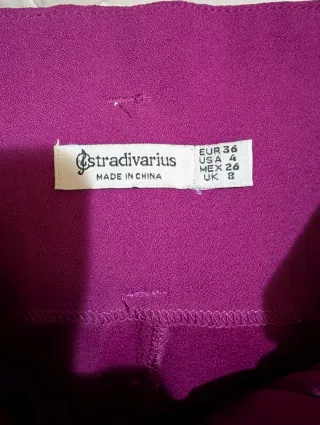 stradivarius
MADE IN CHINA
EUR 36
USA 4
MEX 26
UK 8